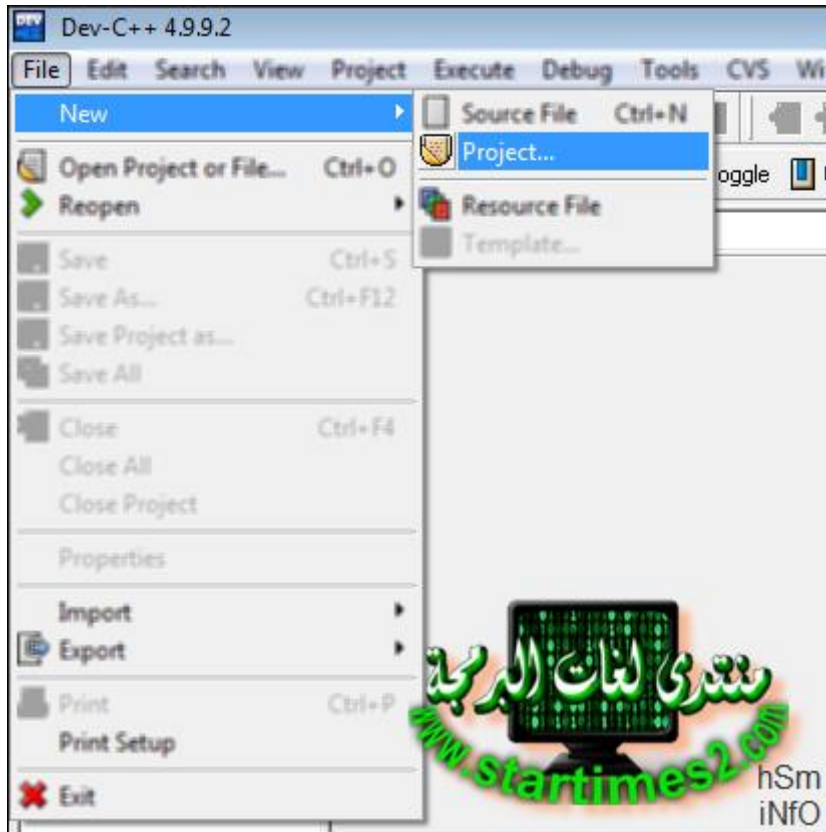 Dev-C++ 4.9.9.2
File Edit Search View Project Execute Debug Tools CVS
New
Source File Ctrl+N
Project...
oggle
Open Project or File... Ctrl+O
Reopen
Resource File
Template...
Save Ctrl+S
Save As... Ctrl+F12
Save Project as...
Save All
Close Ctrl+F4
Close All
Close Project
Properties
Import
Export
Print Ctrl+P
Print Setup
Exit
منتدى لغات البرمجة
www.startimes2.com
hSm
iNfO